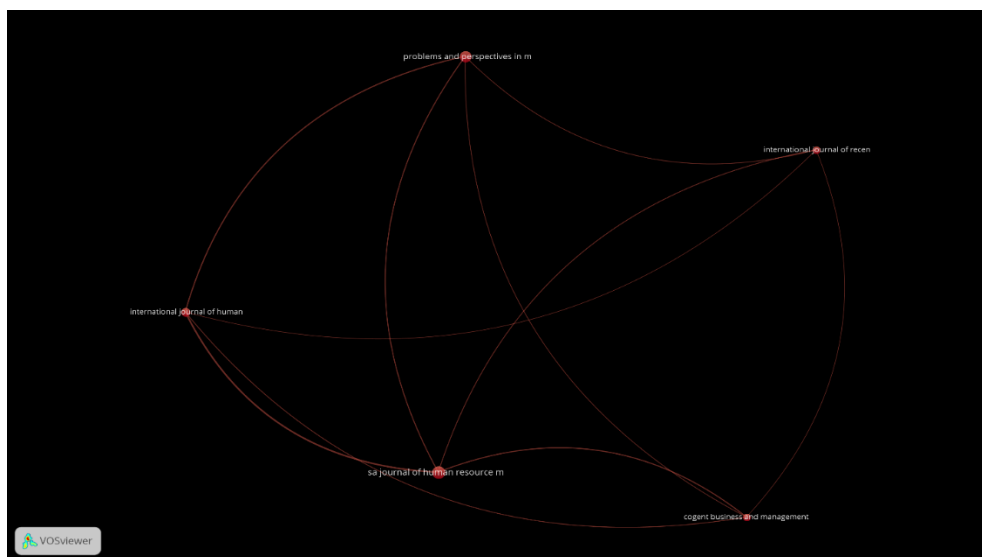 problems and perspectives in m
international journal of recen
international journal of human
sa journal of human resource m
cogent business and management
VOSviewer